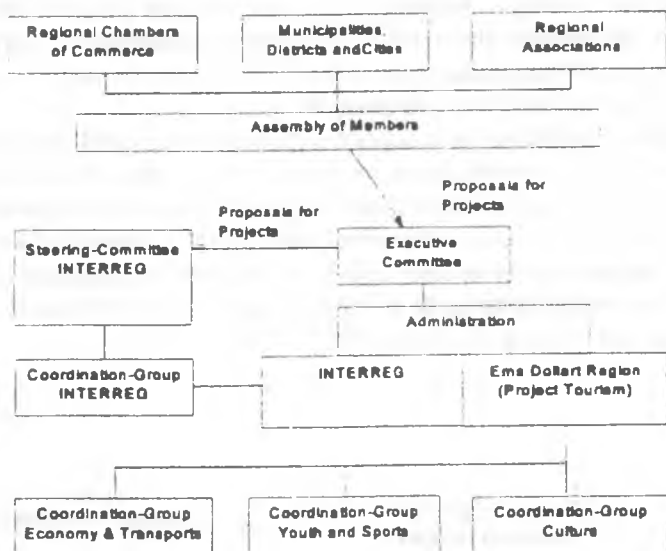 Regional Chambers
of Commerce
Municipalities,
Districts and Cities
Regional
Associations
Assembly of Members
Proposals for
Projects
Proposals for
Projects
Steering-Committee
INTERREG
Executive
Committee
Administration
Coordination-Group
INTERREG
INTERREG
Ems Dollart Region
(Project Tourism)
Coordination-Group
Economy & Transports
Coordination-Group
Youth and Sports
Coordination-Group
Culture